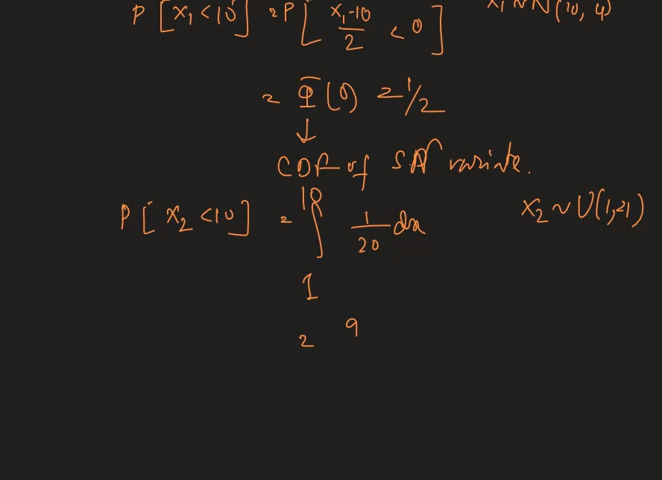 P [X₁ < 10] = P [ (X₁-10)/2 < 0 ] X₁ ~ N(10, 4)
= Φ(0) = 1/2
↓
CDF of SN variate.
P [X₂ < 10] = ∫₁¹⁰ 1/20 dx X₂ ~ U(1,21)
= 9